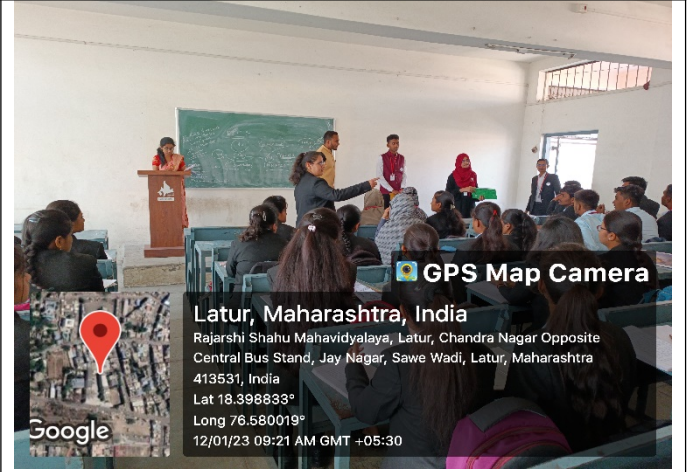 GPS Map Camera
Latur, Maharashtra, India
Rajarshi Shahu Mahavidyalaya, Latur, Chandra Nagar Opposite
Central Bus Stand, Jay Nagar, Sawe Wadi, Latur, Maharashtra
413531, India
Lat 18.398833°
Long 76.580019°
12/01/23 09:21 AM GMT +05:30
Google